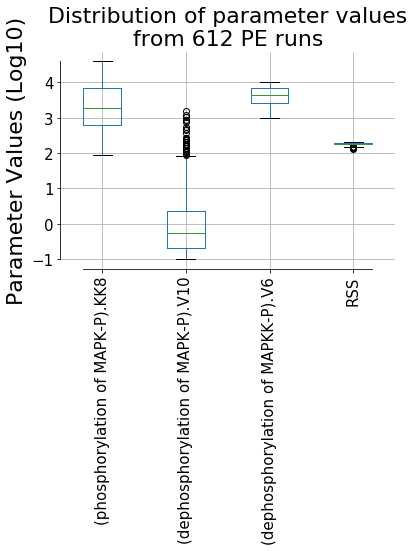 Distribution of parameter values
from 612 PE runs
Parameter Values (Log10)
4
3
2
1
0
−1
(phosphorylation of MAPK-P).KK8
(dephosphorylation of MAPK-P).V10
(dephosphorylation of MAPKK-P).V6
RSS